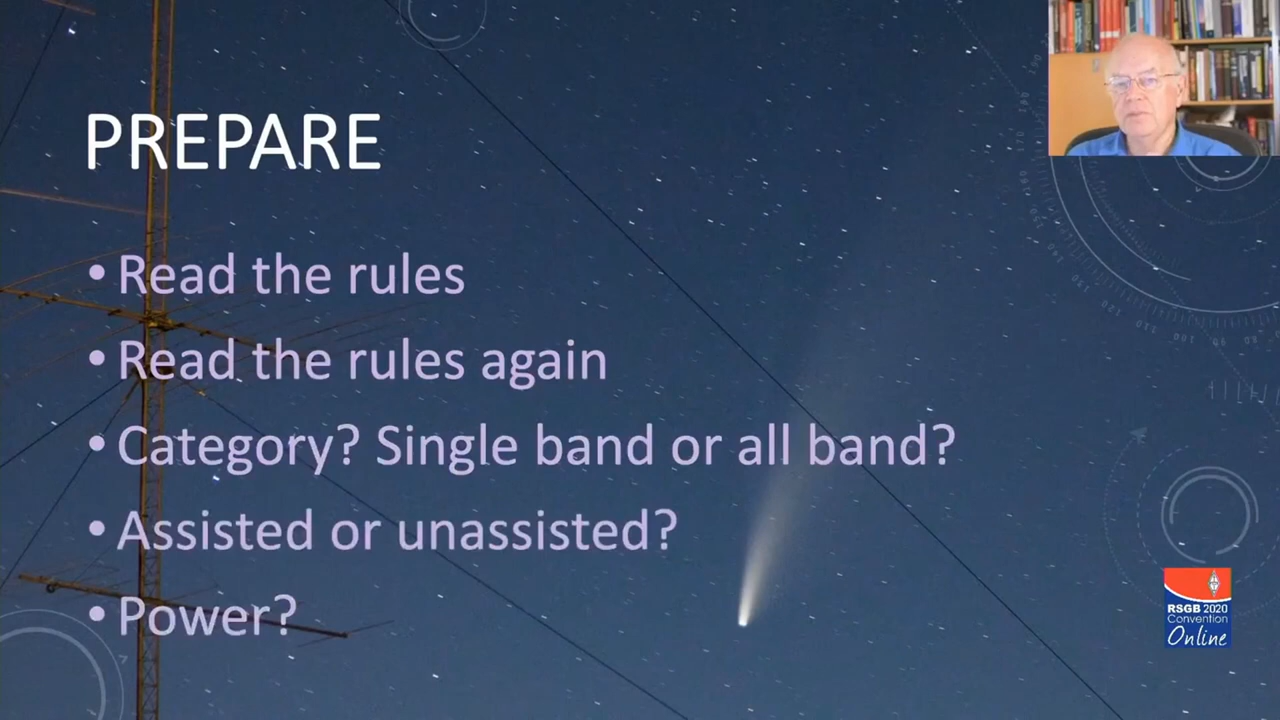 PREPARE
• Read the rules
• Read the rules again
• Category? Single band or all band?
• Assisted or unassisted?
• Power?
RSGB 2020
Convention
Online